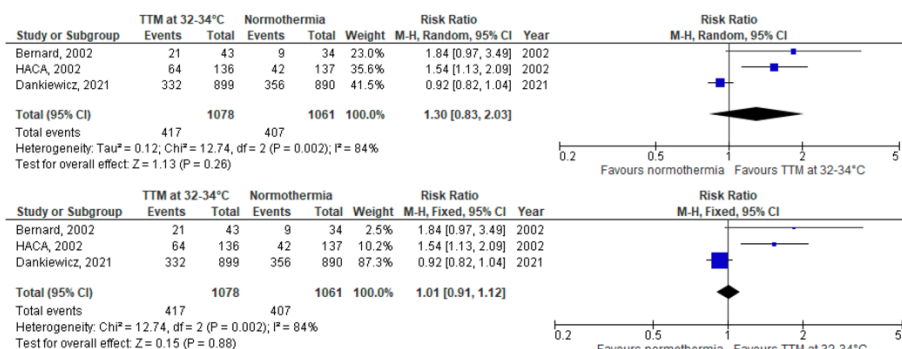 TTM at 32-34°C Normothermia Risk Ratio Risk Ratio
Study or Subgroup Events Total Events Total Weight M-H, Random, 95% CI Year M-H, Random, 95% CI
Bernard, 2002 21 43 9 34 23.0% 1.84 [0.97, 3.49] 2002
HACA, 2002 64 136 42 137 35.6% 1.54 [1.13, 2.09] 2002
Dankiewicz, 2021 332 899 356 890 41.5% 0.92 [0.82, 1.04] 2021
Total (95% CI) 1078 1061 100.0% 1.30 [0.83, 2.03]
Total events 417 407
Heterogeneity: Tau² = 0.12; Chi² = 12.74, df = 2 (P = 0.002); I² = 84%
Test for overall effect: Z = 1.13 (P = 0.26)
0.2 0.5 1 2 5
Favours normothermia Favours TTM at 32-34°C
TTM at 32-34°C Normothermia Risk Ratio Risk Ratio
Study or Subgroup Events Total Events Total Weight M-H, Fixed, 95% CI Year M-H, Fixed, 95% CI
Bernard, 2002 21 43 9 34 2.5% 1.84 [0.97, 3.49] 2002
HACA, 2002 64 136 42 137 10.2% 1.54 [1.13, 2.09] 2002
Dankiewicz, 2021 332 899 356 890 87.3% 0.92 [0.82, 1.04] 2021
Total (95% CI) 1078 1061 100.0% 1.01 [0.91, 1.12]
Total events 417 407
Heterogeneity: Chi² = 12.74, df = 2 (P = 0.002); I² = 84%
Test for overall effect: Z = 0.15 (P = 0.88)
0.2 0.5 1 2 5
Favours normothermia Favours TTM at 32-34°C